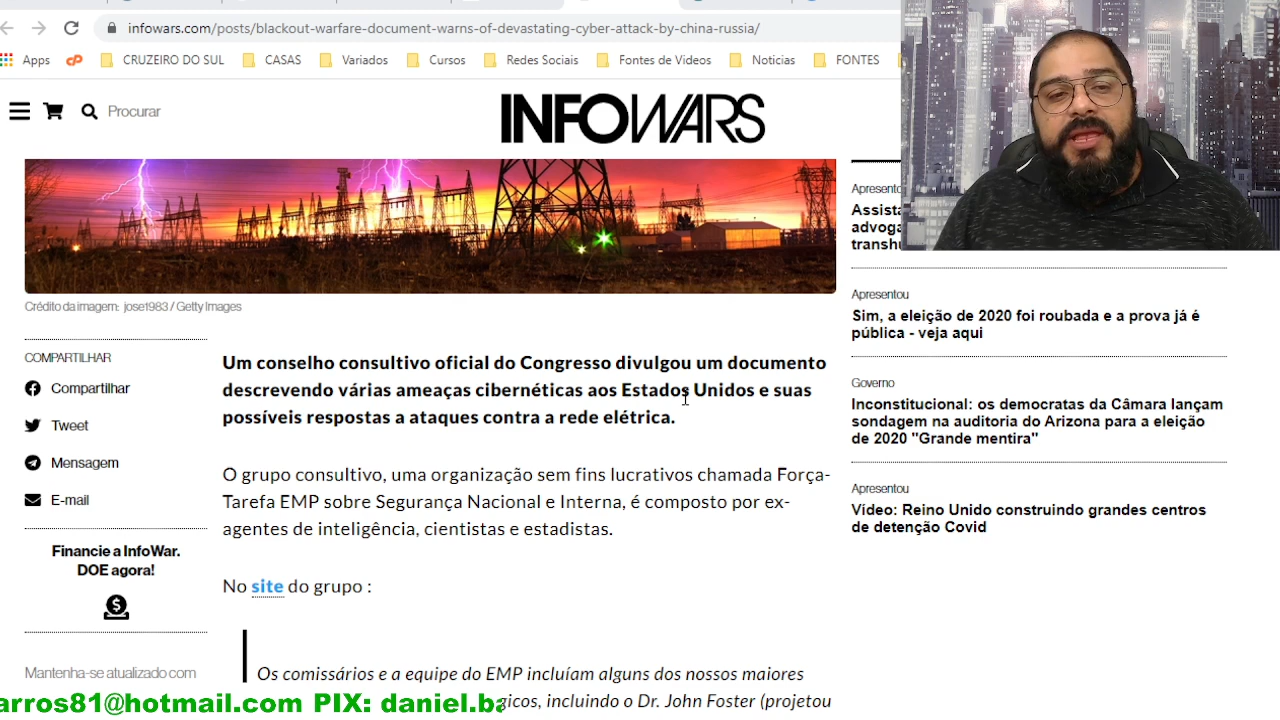 infowars.com/posts/blackout-warfare-document-warns-of-devastating-cyber-attack-by-china-russia/
Apps CRUZEIRO DO SUL CASAS Variados Cursos Redes Sociais Fontes de Videos Noticias FONTES
Procurar
INFOWARS
Crédito da imagem: jose1983 / Getty Images
COMPARTILHAR
Compartilhar
Tweet
Mensagem
E-mail
Financie a InfoWar.
DOE agora!
Mantenha-se atualizado com
Um conselho consultivo oficial do Congresso divulgou um documento
descrevendo várias ameaças cibernéticas aos Estados Unidos e suas
possíveis respostas a ataques contra a rede elétrica.
O grupo consultivo, uma organização sem fins lucrativos chamada Força-
Tarefa EMP sobre Segurança Nacional e Interna, é composto por ex-
agentes de inteligência, cientistas e estadistas.
No site do grupo :
Os comissários e a equipe do EMP incluíam alguns dos nossos maiores
incluindo o Dr. John Foster (projetou
Sim, a eleição de 2020 foi roubada e a prova já é
pública - veja aqui
Governo
Inconstitucional: os democratas da Câmara lançam
sondagem na auditoria do Arizona para a eleição
de 2020 "Grande mentira"
Apresentou
Vídeo: Reino Unido construindo grandes centros
de detenção Covid
arros81@hotmail.com PIX: daniel.ba